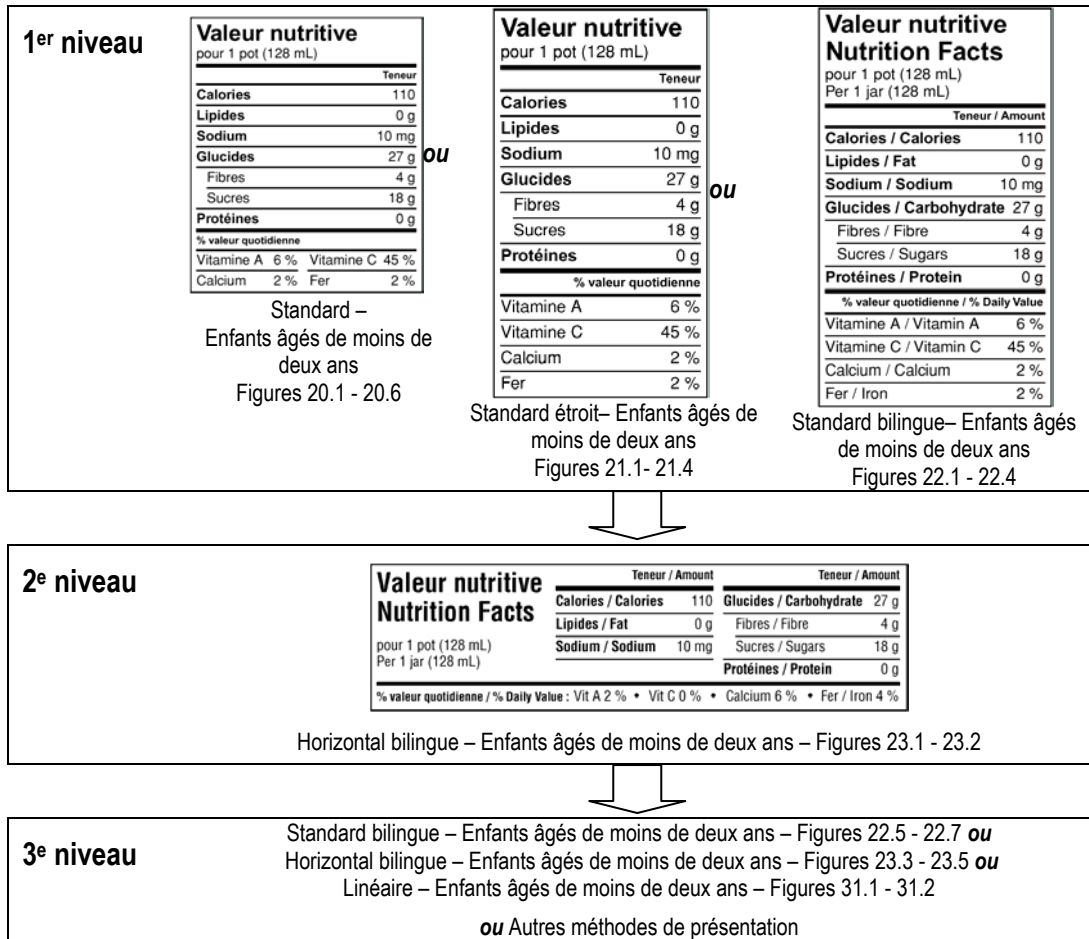 1er niveau
Valeur nutritive
pour 1 pot (128 mL)
Teneur
Calories 110
Lipides 0 g
Sodium 10 mg
Glucides 27 g
Fibres 4 g
Sucres 18 g
Protéines 0 g
% valeur quotidienne
Vitamine A 6 % Vitamine C 45 %
Calcium 2 % Fer 2 %
Standard –
Enfants âgés de moins de
deux ans
Figures 20.1 - 20.6
ou
Valeur nutritive
pour 1 pot (128 mL)
Teneur
Calories 110
Lipides 0 g
Sodium 10 mg
Glucides 27 g
Fibres 4 g
Sucres 18 g
Protéines 0 g
% valeur quotidienne
Vitamine A 6 %
Vitamine C 45 %
Calcium 2 %
Fer 2 %
Standard étroit– Enfants âgés de
moins de deux ans
Figures 21.1- 21.4
ou
Valeur nutritive
Nutrition Facts
pour 1 pot (128 mL)
Per 1 jar (128 mL)
Teneur / Amount
Calories / Calories 110
Lipides / Fat 0 g
Sodium / Sodium 10 mg
Glucides / Carbohydrate 27 g
Fibres / Fibre 4 g
Sucres / Sugars 18 g
Protéines / Protein 0 g
% valeur quotidienne / % Daily Value
Vitamine A / Vitamin A 6 %
Vitamine C / Vitamin C 45 %
Calcium / Calcium 2 %
Fer / Iron 2 %
Standard bilingue– Enfants âgés
de moins de deux ans
Figures 22.1 - 22.4
2e niveau
Valeur nutritive
Nutrition Facts
pour 1 pot (128 mL)
Per 1 jar (128 mL)
Teneur / Amount
Calories / Calories 110
Lipides / Fat 0 g
Sodium / Sodium 10 mg
Teneur / Amount
Glucides / Carbohydrate 27 g
Fibres / Fibre 4 g
Sucres / Sugars 18 g
Protéines / Protein 0 g
% valeur quotidienne / % Daily Value : Vit A 2 % • Vit C 0 % • Calcium 6 % • Fer / Iron 4 %
Horizontal bilingue – Enfants âgés de moins de deux ans – Figures 23.1 - 23.2
3e niveau
Standard bilingue – Enfants âgés de moins de deux ans – Figures 22.5 - 22.7 ou
Horizontal bilingue – Enfants âgés de moins de deux ans – Figures 23.3 - 23.5 ou
Linéaire – Enfants âgés de moins de deux ans – Figures 31.1 - 31.2
ou Autres méthodes de présentation